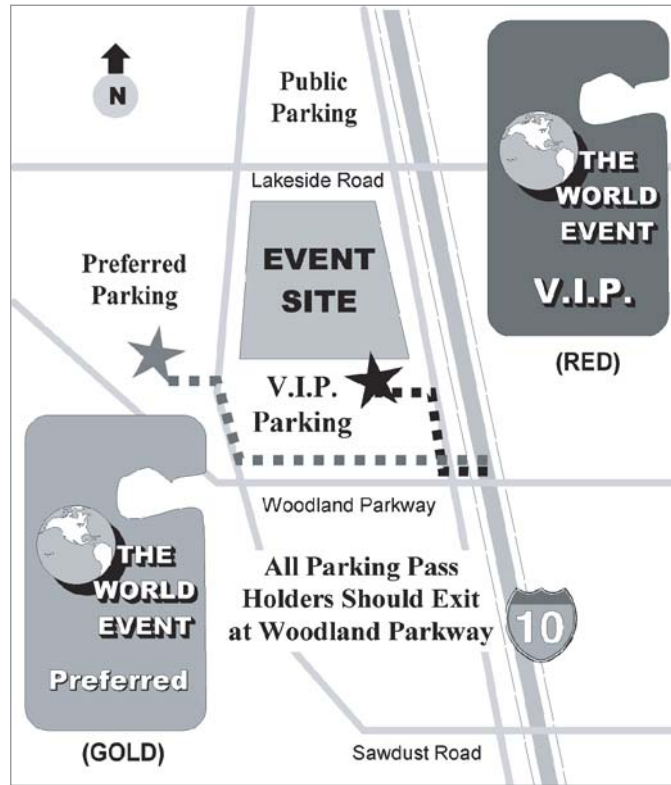 N
Public
Parking
Lakeside Road
THE
WORLD
EVENT
V.I.P.
(RED)
EVENT
SITE
Preferred
Parking
V.I.P.
Parking
Woodland Parkway
THE
WORLD
EVENT
Preferred
(GOLD)
All Parking Pass
Holders Should Exit
at Woodland Parkway
10
Sawdust Road